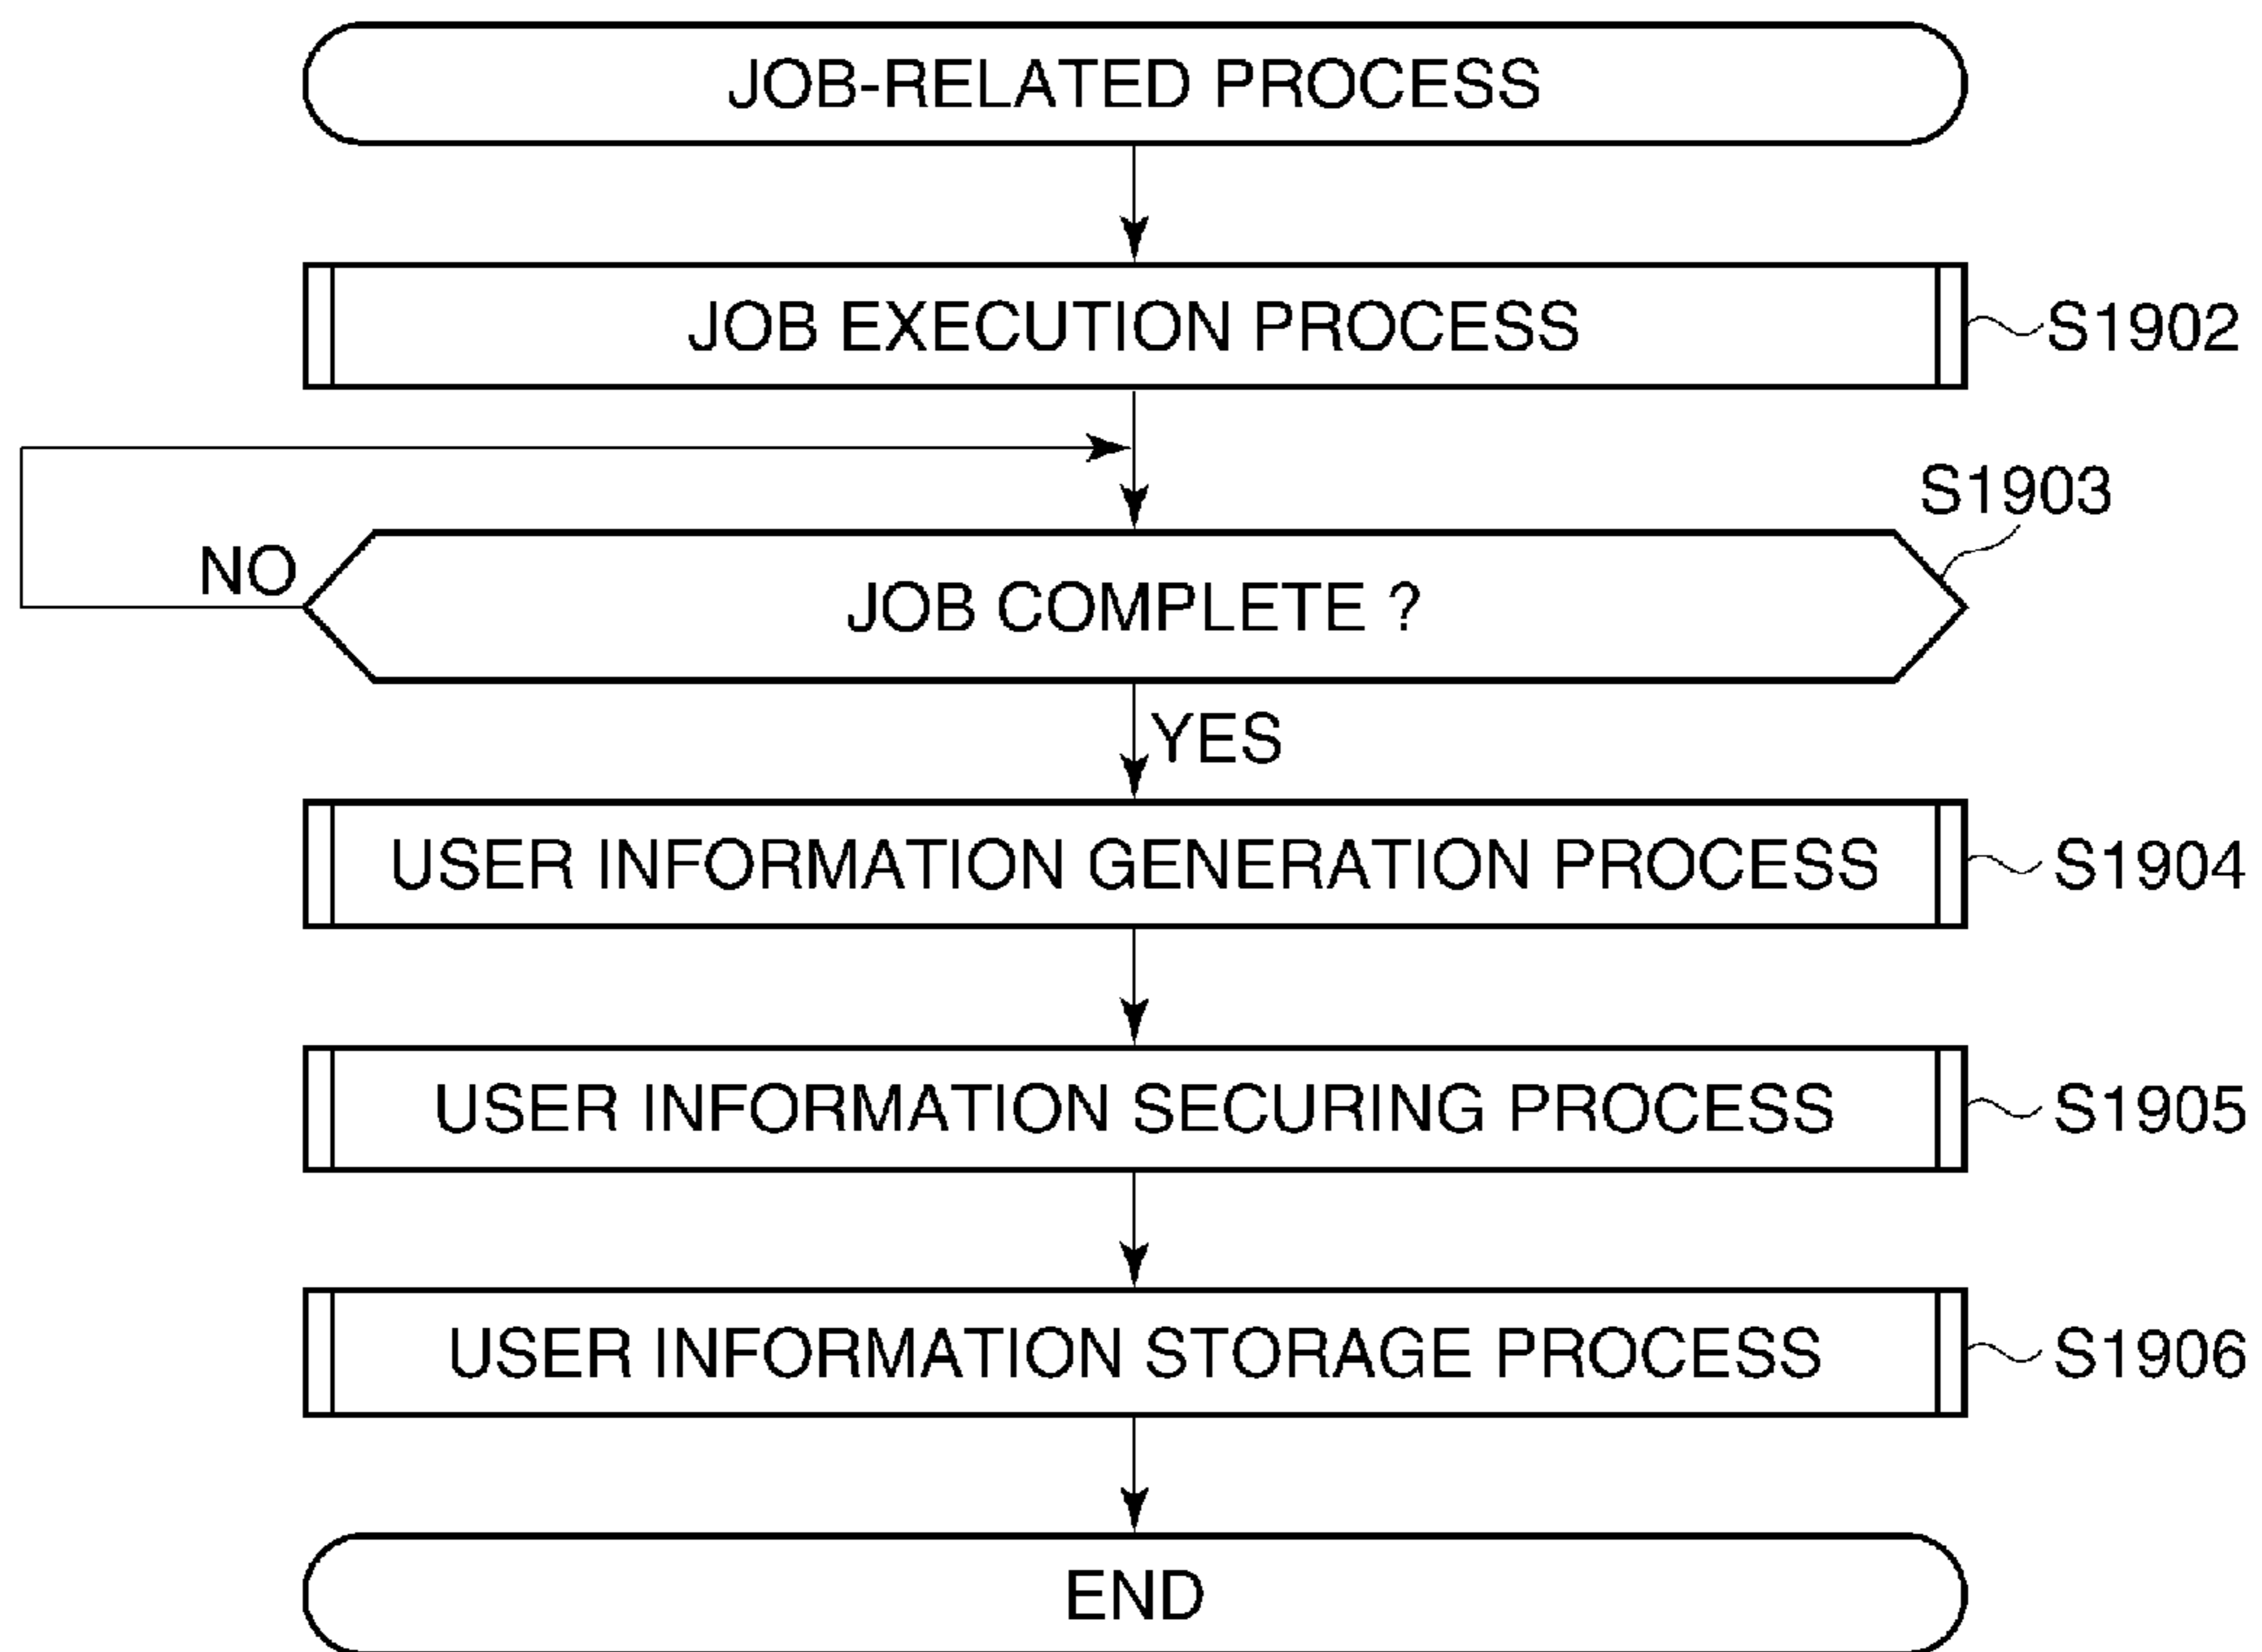 JOB-RELATED PROCESS
JOB EXECUTION PROCESS
S1902
S1903
NO
JOB COMPLETE ?
YES
USER INFORMATION GENERATION PROCESS
S1904
USER INFORMATION SECURING PROCESS
S1905
USER INFORMATION STORAGE PROCESS
S1906
END